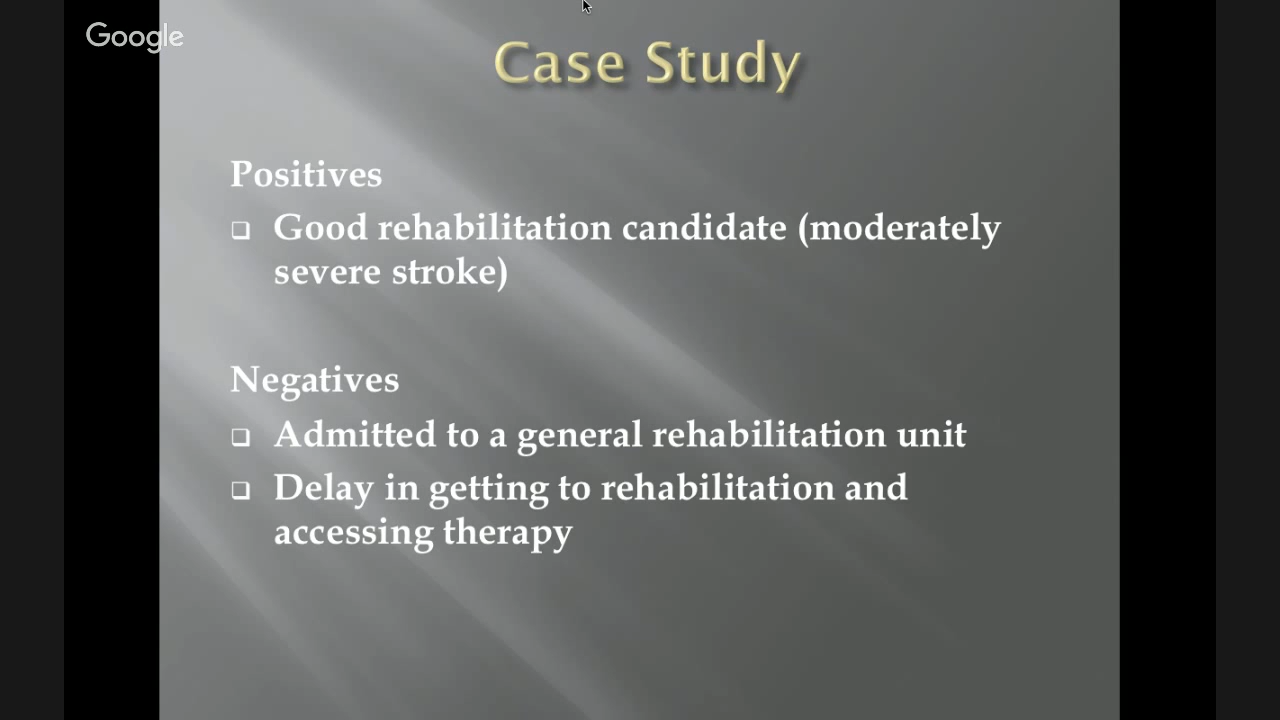 Google
Case Study
Positives
❑ Good rehabilitation candidate (moderately
severe stroke)
Negatives
❑ Admitted to a general rehabilitation unit
❑ Delay in getting to rehabilitation and
accessing therapy